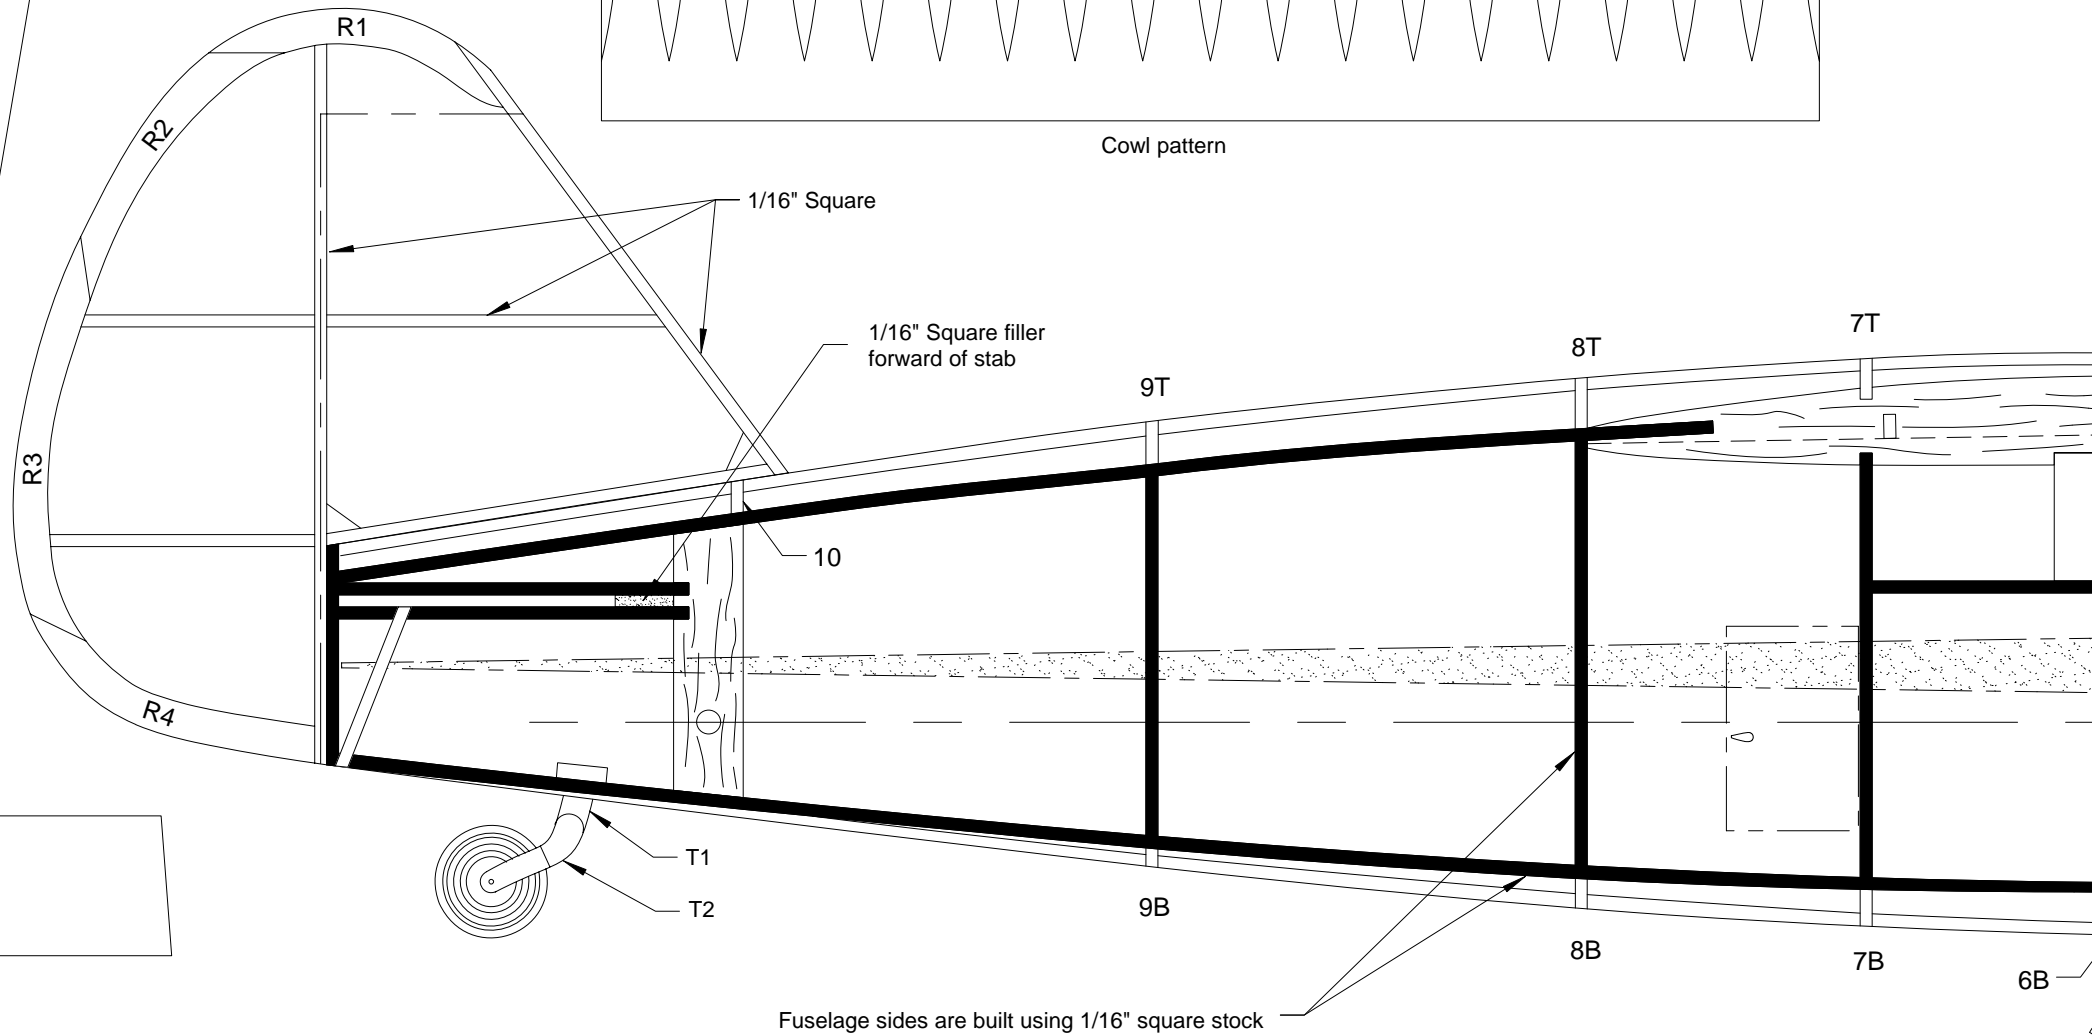 R1
R2
Cowl pattern
1/16" Square
1/16" Square filler
forward of stab
7T
8T
9T
R3
10
R4
T1
T2
9B
8B
7B
6B
Fuselage sides are built using 1/16" square stock